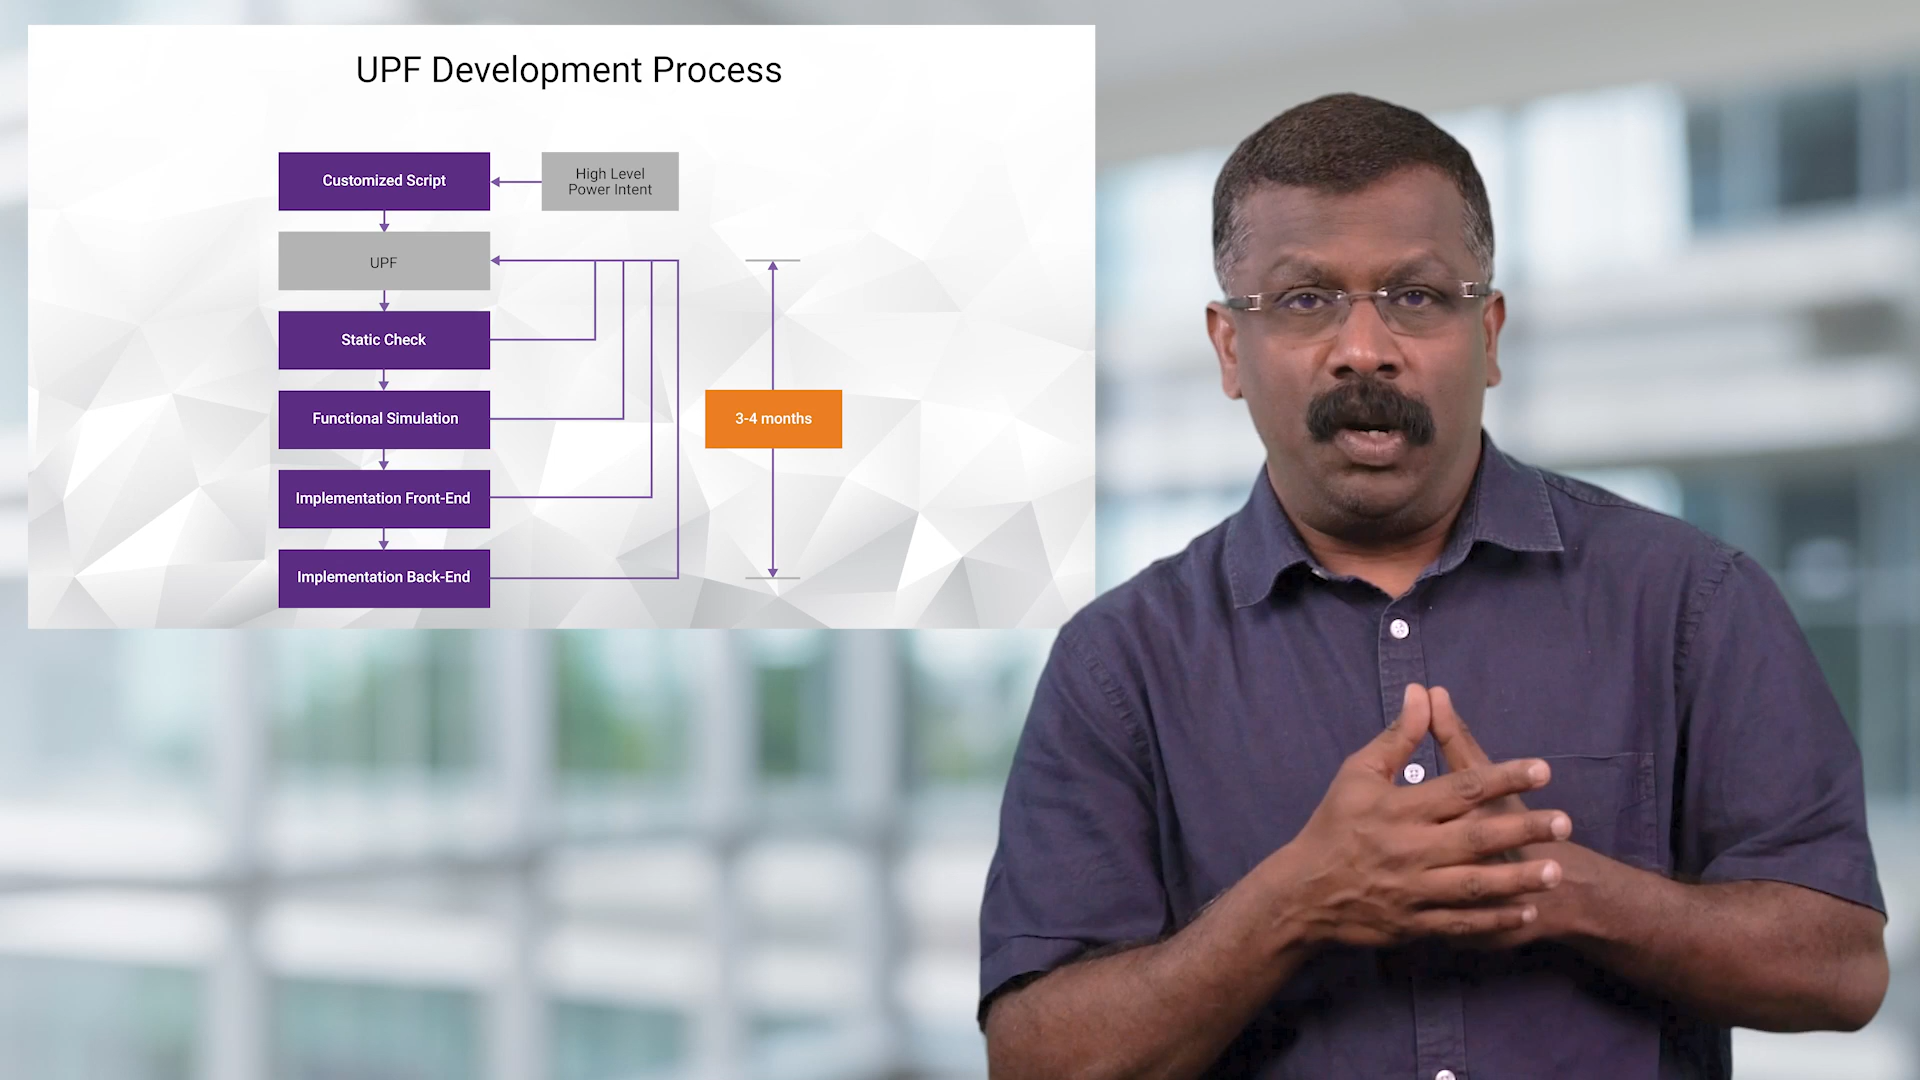 UPF Development Process
Customized Script
High Level
Power Intent
UPF
Static Check
Functional Simulation
3-4 months
Implementation Front-End
Implementation Back-End